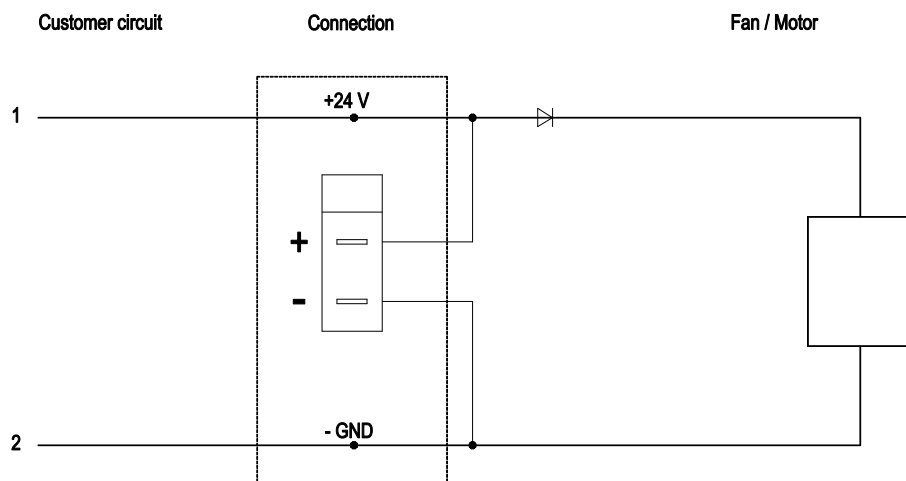 Customer circuit Connection Fan / Motor
+24 V
1
+
-
- GND
2